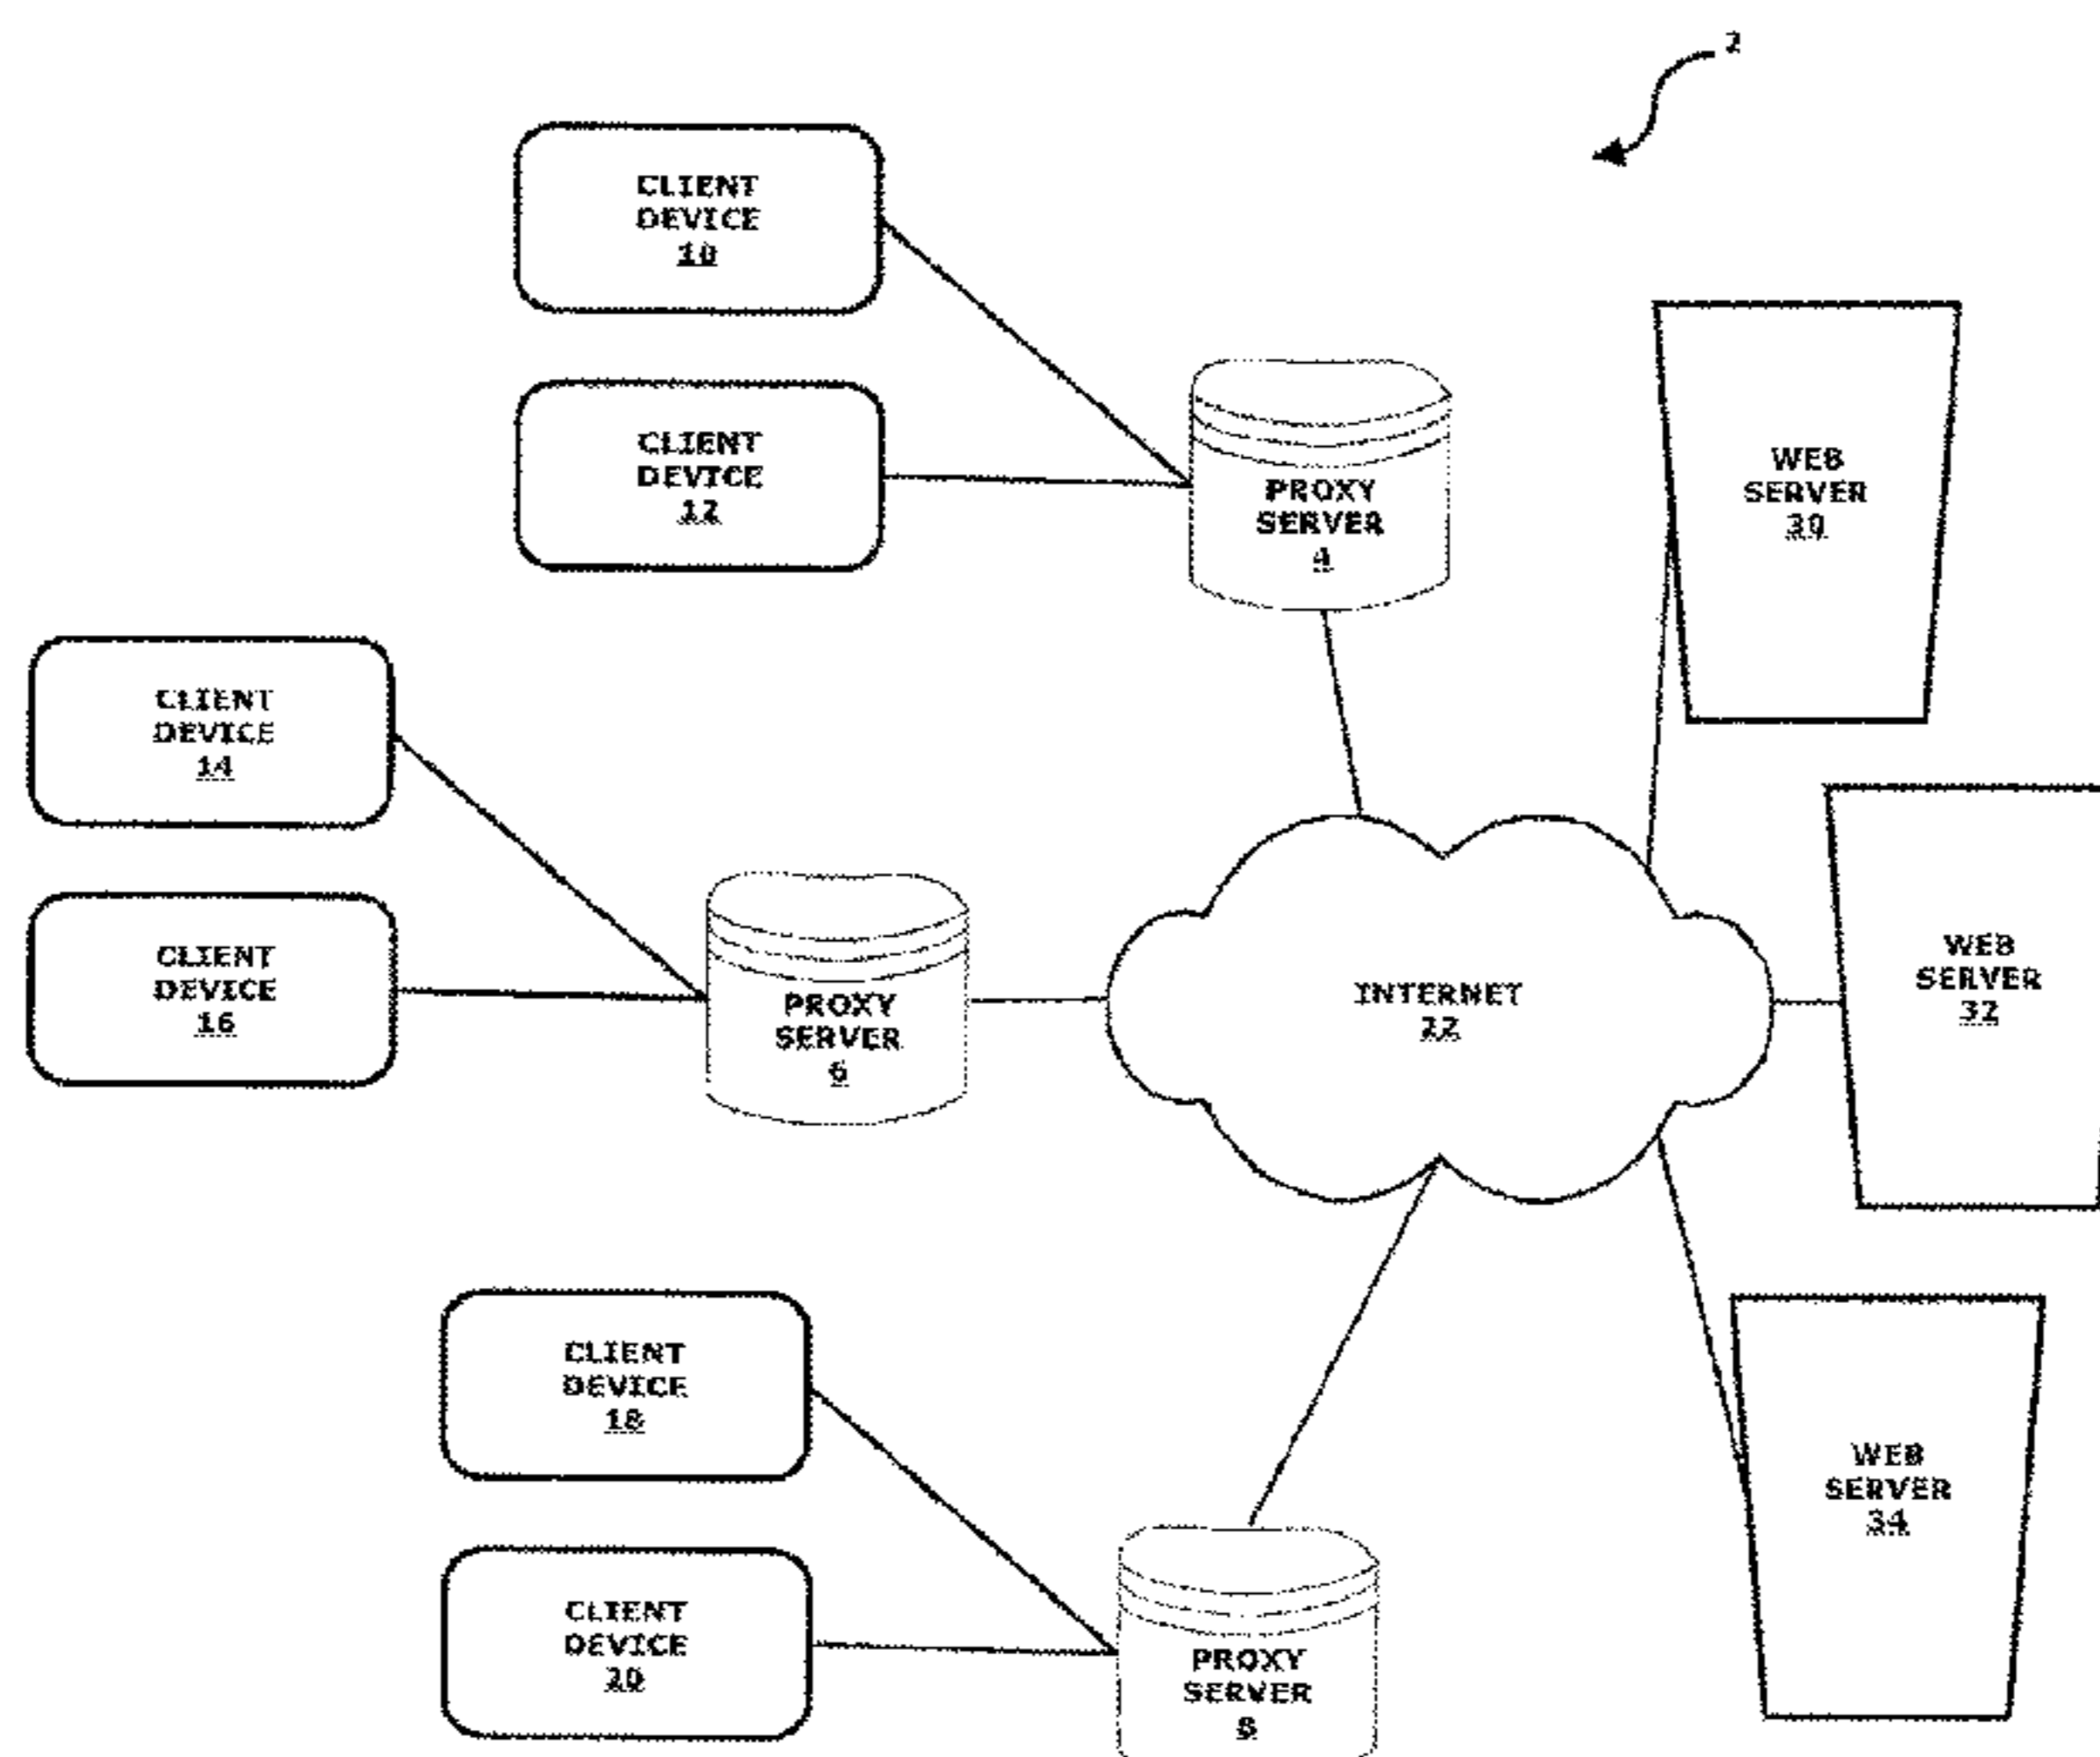 2
CLIENT
DEVICE
10
CLIENT
DEVICE
12
PROXY
SERVER
4
WEB
SERVER
30
CLIENT
DEVICE
14
CLIENT
DEVICE
16
PROXY
SERVER
6
INTERNET
22
WEB
SERVER
32
CLIENT
DEVICE
18
CLIENT
DEVICE
20
PROXY
SERVER
8
WEB
SERVER
34